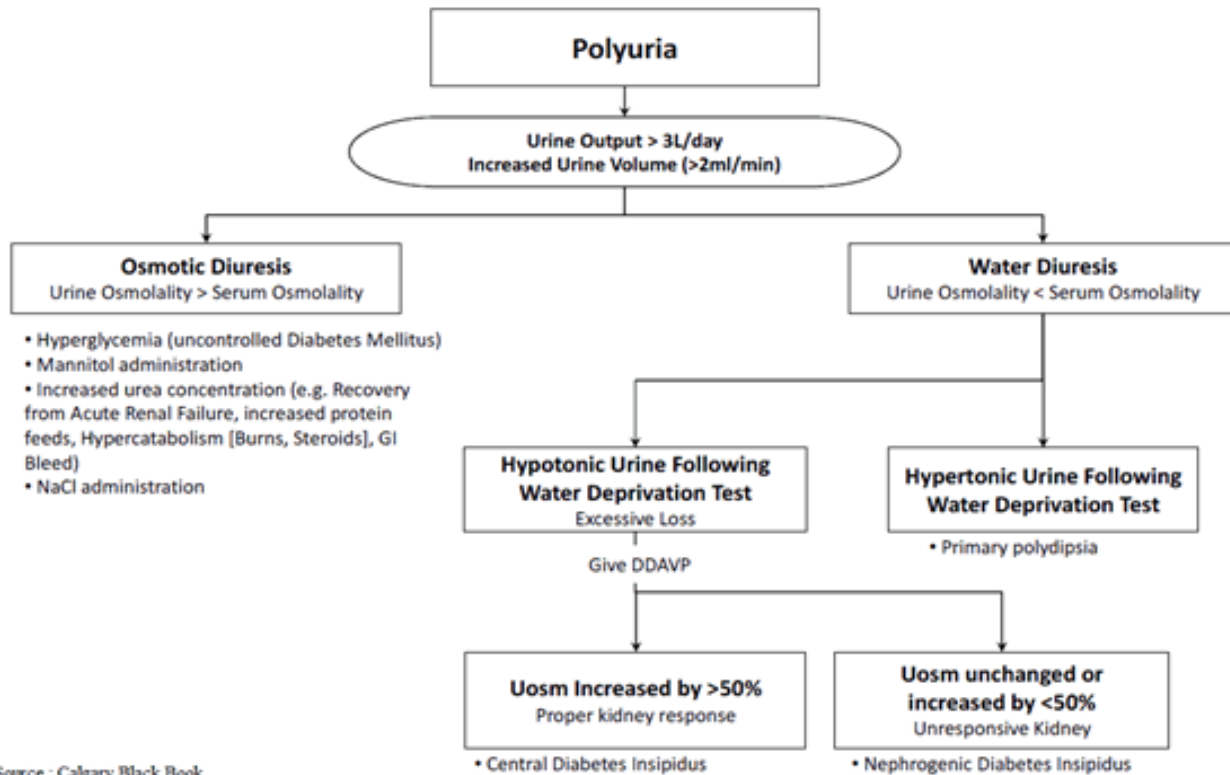 Polyuria
Urine Output > 3L/day
Increased Urine Volume (>2ml/min)
Osmotic Diuresis
Urine Osmolality > Serum Osmolality
• Hyperglycemia (uncontrolled Diabetes Mellitus)
• Mannitol administration
• Increased urea concentration (e.g. Recovery
from Acute Renal Failure, increased protein
feeds, Hypercatabolism [Burns, Steroids], GI
Bleed)
• NaCl administration
Water Diuresis
Urine Osmolality < Serum Osmolality
Hypotonic Urine Following
Water Deprivation Test
Excessive Loss
Hypertonic Urine Following
Water Deprivation Test
• Primary polydipsia
Give DDAVP
Uosm Increased by >50%
Proper kidney response
• Central Diabetes Insipidus
Uosm unchanged or
increased by <50%
Unresponsive Kidney
• Nephrogenic Diabetes Insipidus
Source : Calgary Black Book